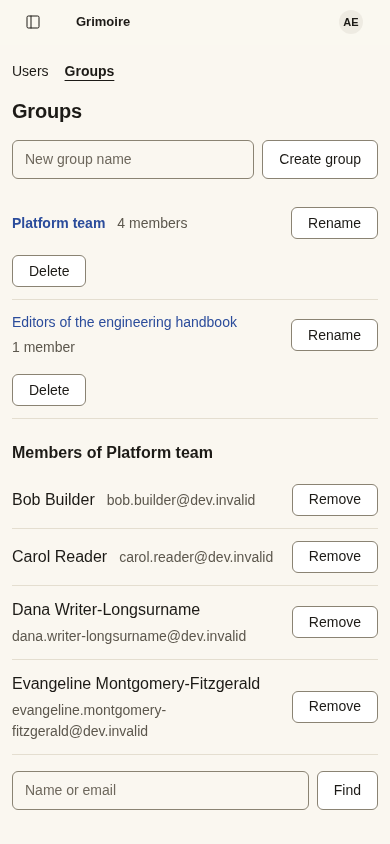 Grimoire AE
Users Groups
Groups
New group name Create group
Platform team 4 members Rename
Delete
Editors of the engineering handbook
1 member
Rename
Delete
Members of Platform team
Bob Builder bob.builder@dev.invalid Remove
Carol Reader carol.reader@dev.invalid Remove
Dana Writer-Longsurname
dana.writer-longsurname@dev.invalid
Remove
Evangeline Montgomery-Fitzgerald
evangeline.montgomery-
fitzgerald@dev.invalid
Remove
Name or email Find